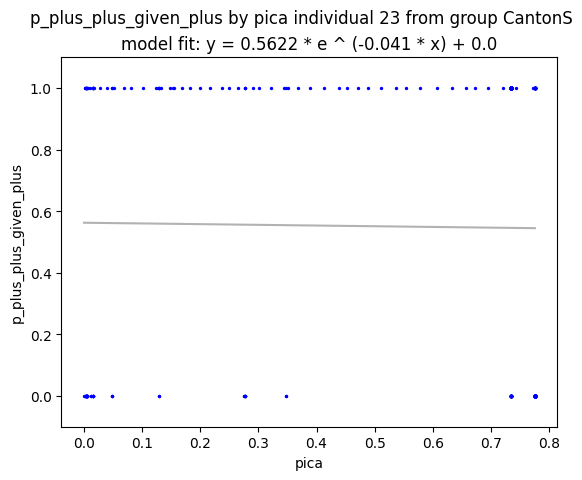 p_plus_plus_given_plus by pica individual 23 from group CantonS
model fit: y = 0.5622 * e ^ (-0.041 * x) + 0.0
p_plus_plus_given_plus
1.0
0.8
0.6
0.4
0.2
0.0
0.0 0.1 0.2 0.3 0.4 0.5 0.6 0.7 0.8
pica